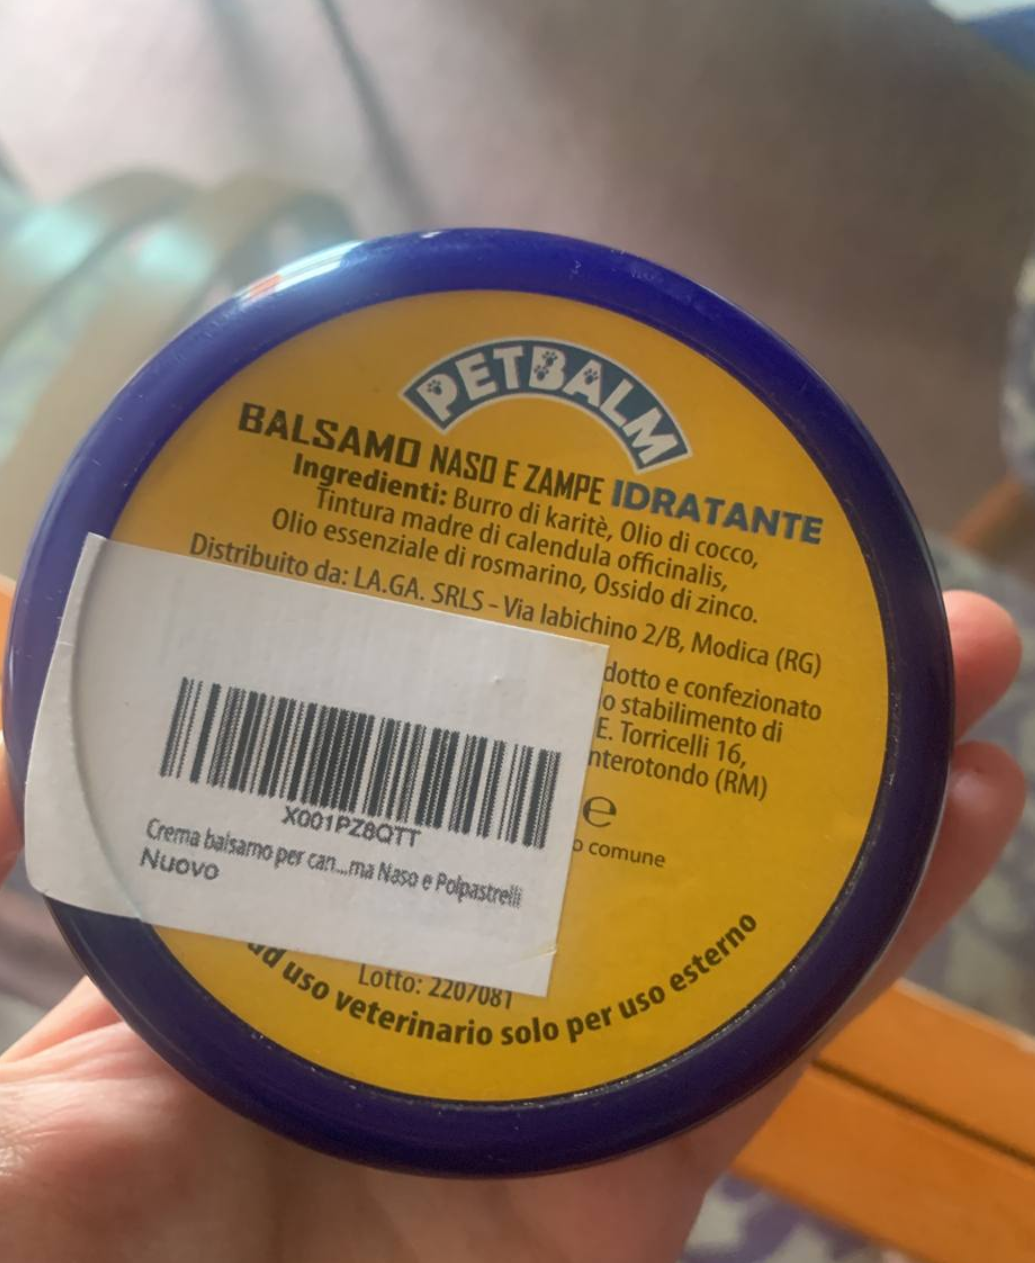 PETBALM
BALSAMO NASO E ZAMPE IDRATANTE
Ingredienti: Burro di karitè, Olio di cocco,
Tintura madre di calendula officinalis,
Olio essenziale di rosmarino, Ossido di zinco.
Distribuito da: LA.GA. SRLS - Via Iabichino 2/B, Modica (RG)
dotto e confezionato
o stabilimento di
E. Torricelli 16,
nterotondo (RM)
e
o comune
X001PZ8QTT
Crema balsamo per can...ma Naso e Polpastrelli
Nuovo
Lotto: 2207081
ad uso veterinario solo per uso esterno